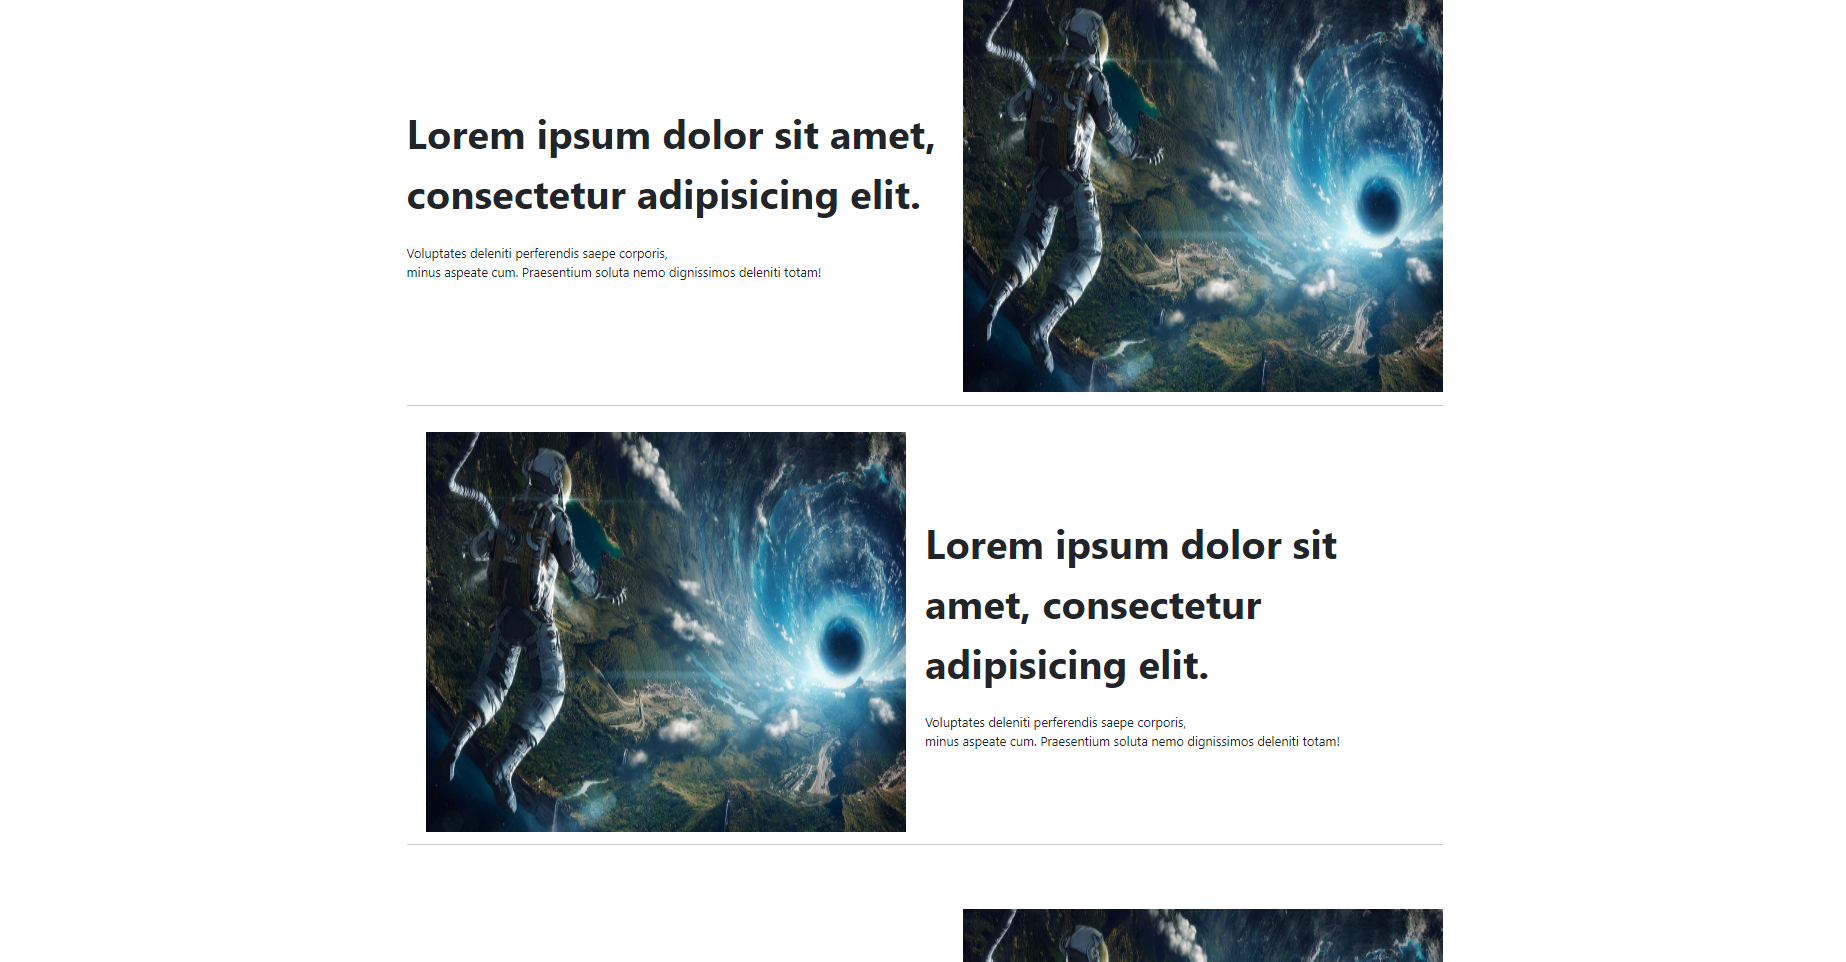 Lorem ipsum dolor sit amet,
consectetur adipisicing elit.
Voluptates deleniti perferendis saepe corporis,
minus aspeate cum. Praesentium soluta nemo dignissimos deleniti totam!
Lorem ipsum dolor sit
amet, consectetur
adipisicing elit.
Voluptates deleniti perferendis saepe corporis,
minus aspeate cum. Praesentium soluta nemo dignissimos deleniti totam!